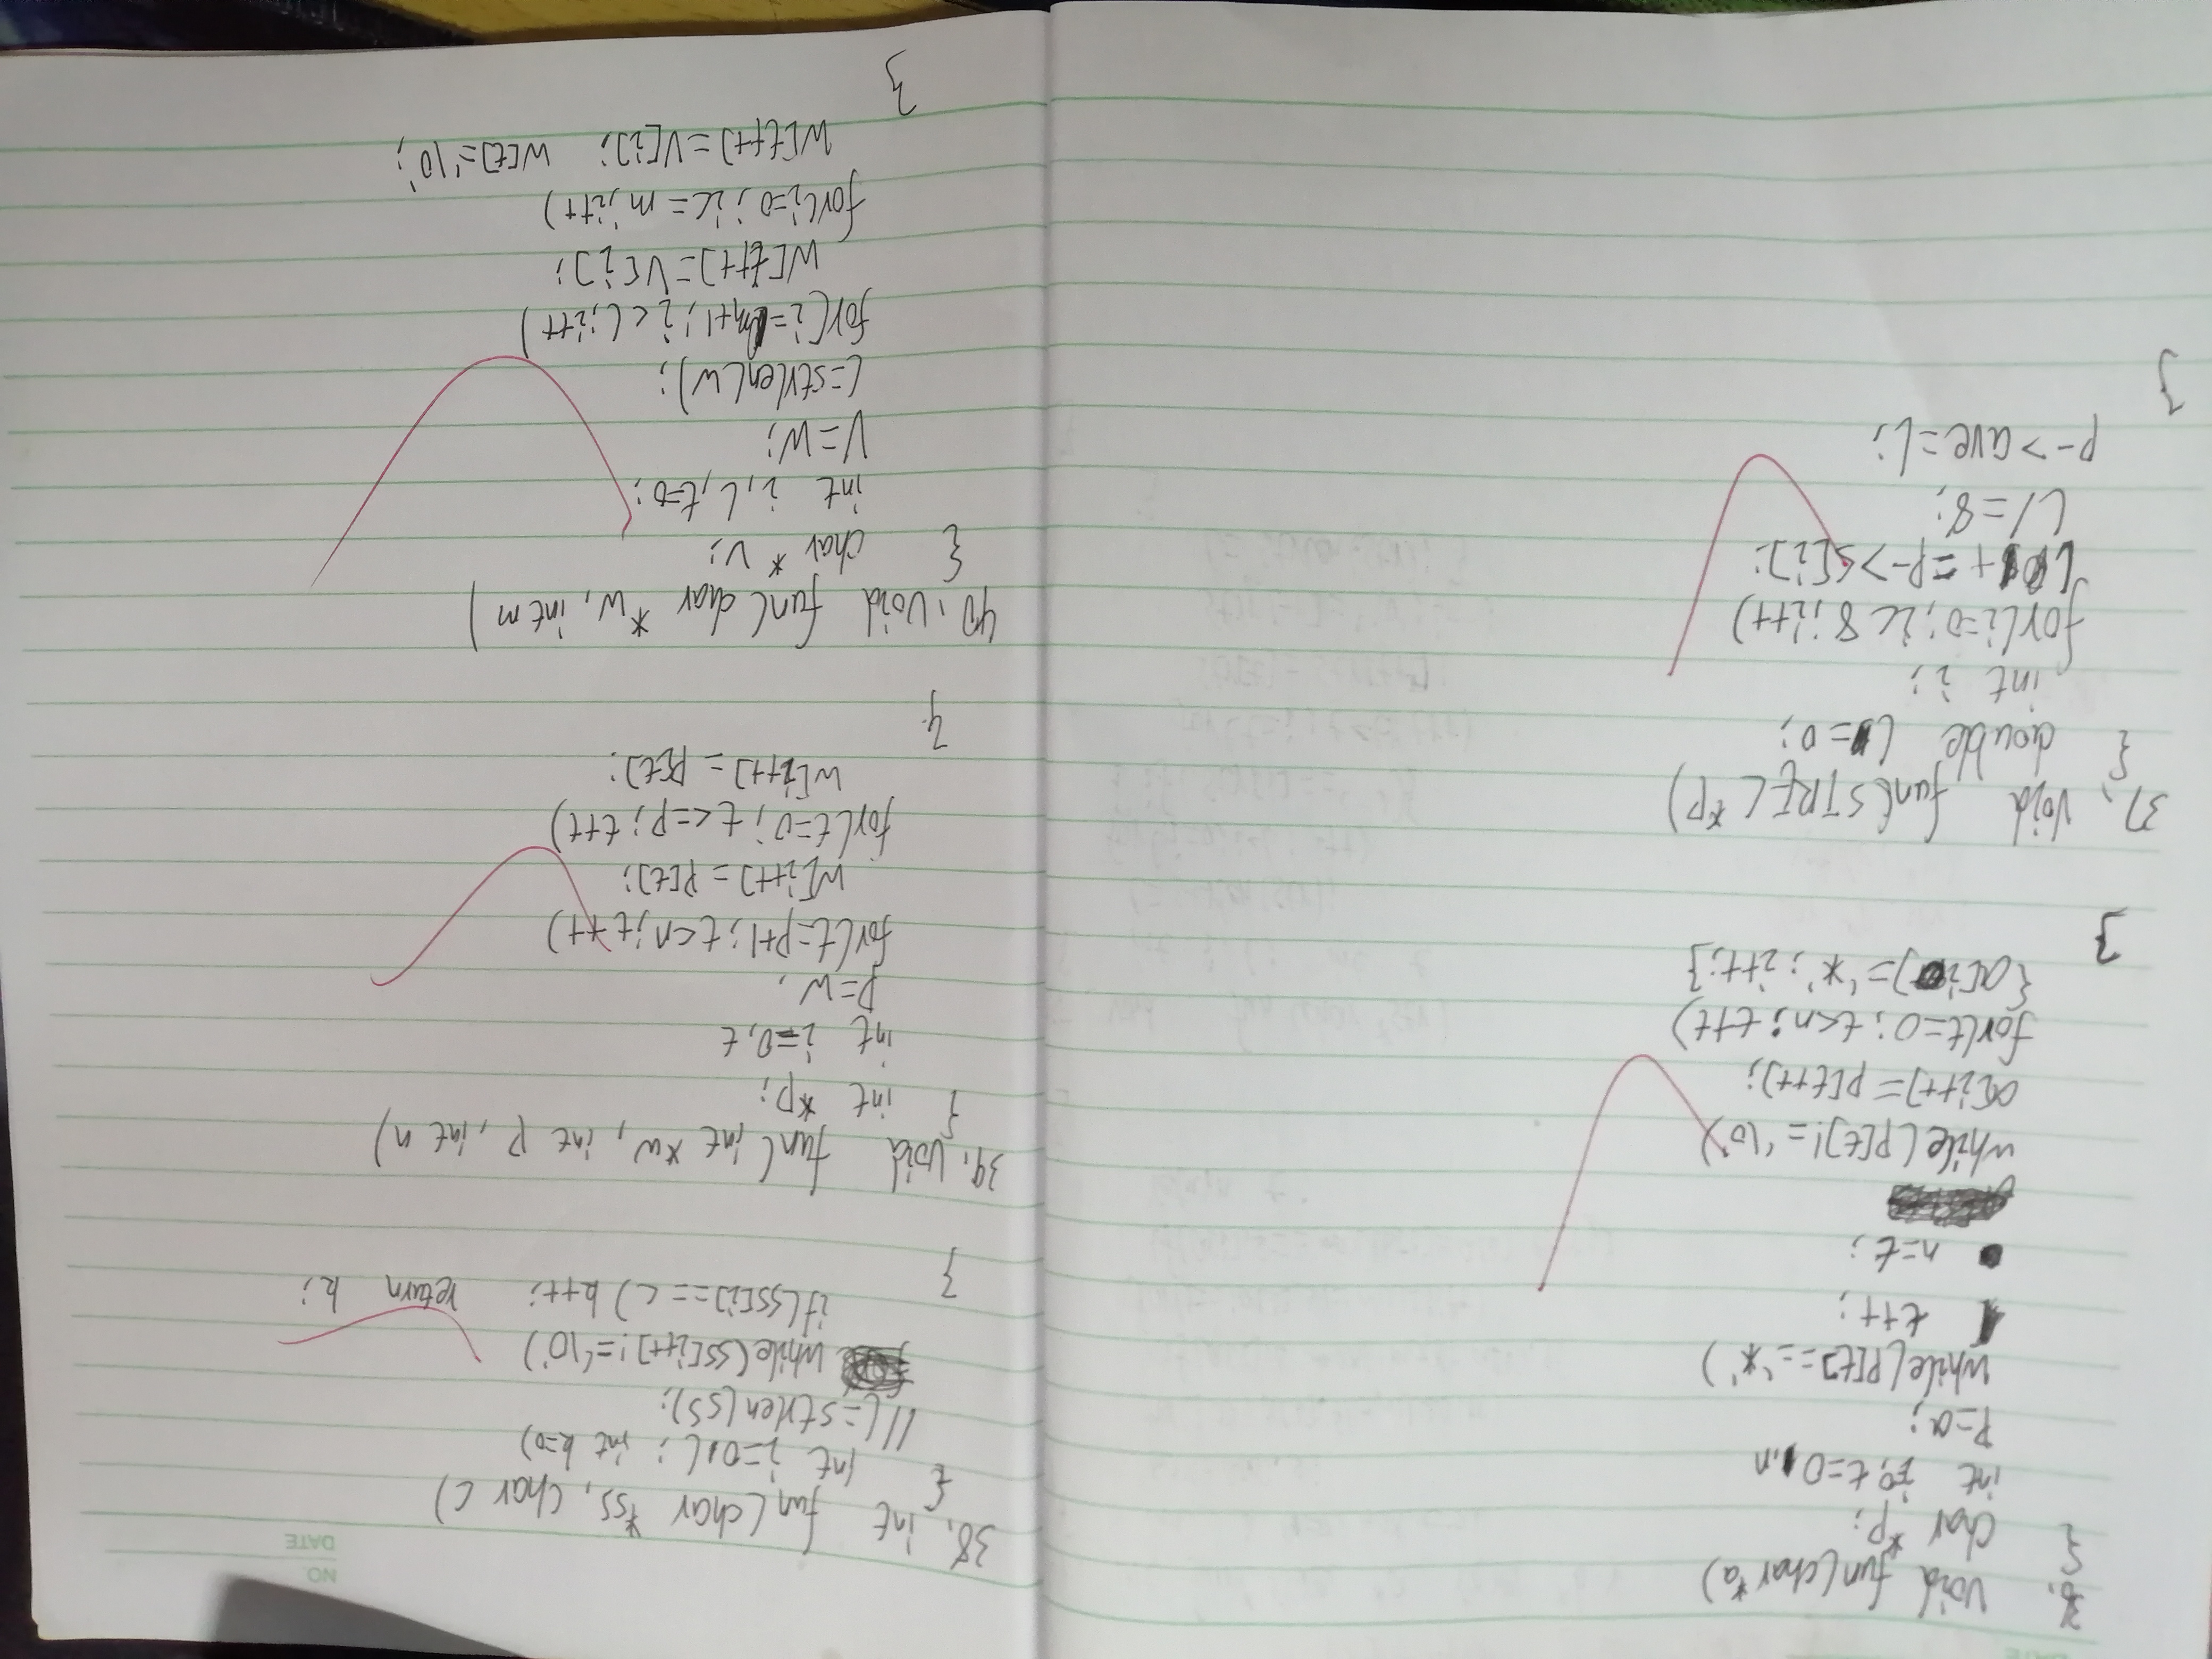 DATE
36. void fun(char *a)
{ char *p;
int i, t=0,n
p=a;
while(p[t]=='*')
t++;
n=t;
while(p[t]!='\0')
a[i++]=p[t++];
for(t=0;t<n;t++)
{a[i]='*';i++;}
}
37. void fun(STREC *p)
{ double l=0;
int i;
for(i=0;i<8;i++)
l+=p->s[i];
l/=8;
p->ave=l;
}
NO.
DATE
38. int fun(char *ss, char c)
{ int i=0,l; int k=0)
//l=strlen(ss);
while(ss[i++]!='\0')
if(ss[i]==c) k++; return k;
}
39. void fun(int *w, int p, int n)
{ int *p;
int i=0,t
p=w,
for(t=p+1;t<n;t++)
w[i++]=p[t];
for(t=0;t<=p;t++)
w[i++]=p[t];
}
40. void fun(char *w, int m)
{ char *v;
int i,l,t=0;
v=w;
l=strlen(w);
for(i=m+1;i<l;i++)
w[t++]=v[i];
for(i=0;i<=m;i++)
w[t++]=v[i]; w[t]='\0';
}